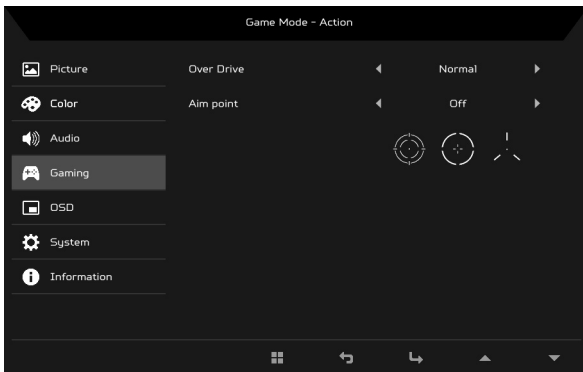 Game Mode - Action
Picture
Over Drive Normal
Color
Aim point Off
Audio
Gaming
OSD
System
Information